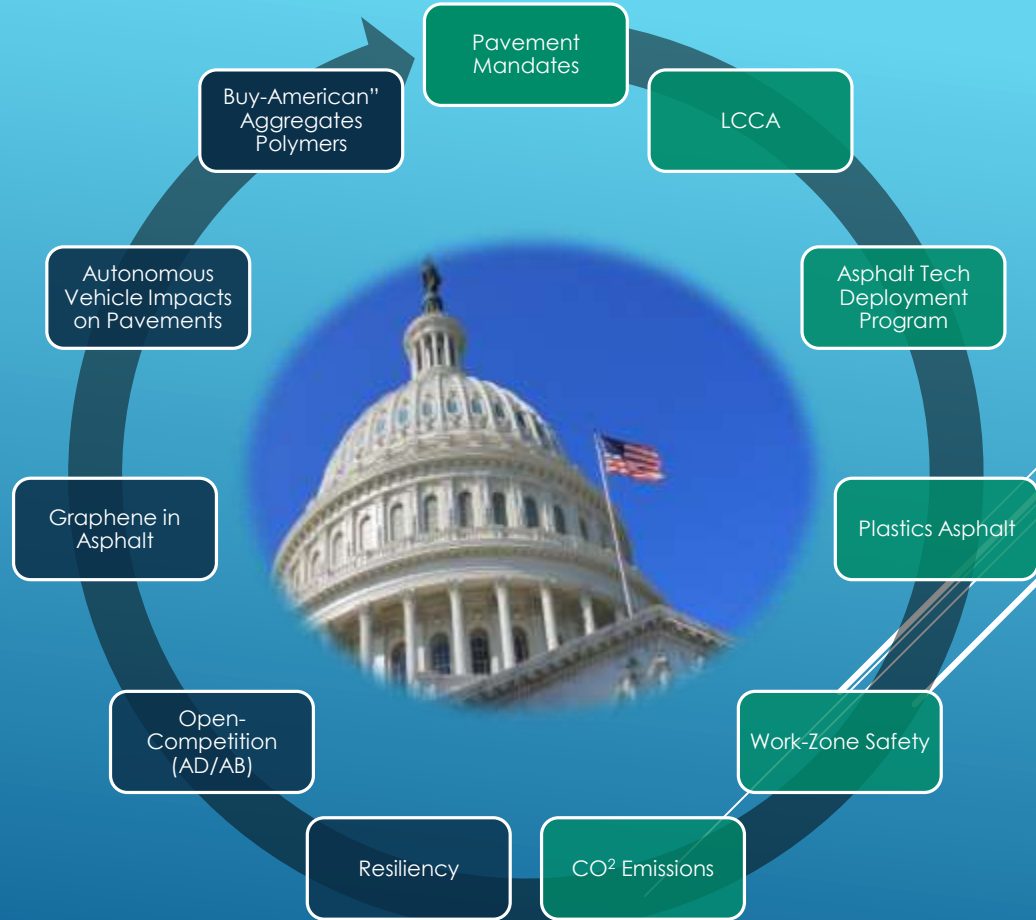 Pavement
Mandates
LCCA
Asphalt Tech
Deployment
Program
Plastics Asphalt
Work-Zone Safety
CO² Emissions
Resiliency
Open-
Competition
(AD/AB)
Graphene in
Asphalt
Autonomous
Vehicle Impacts
on Pavements
Buy-American”
Aggregates
Polymers